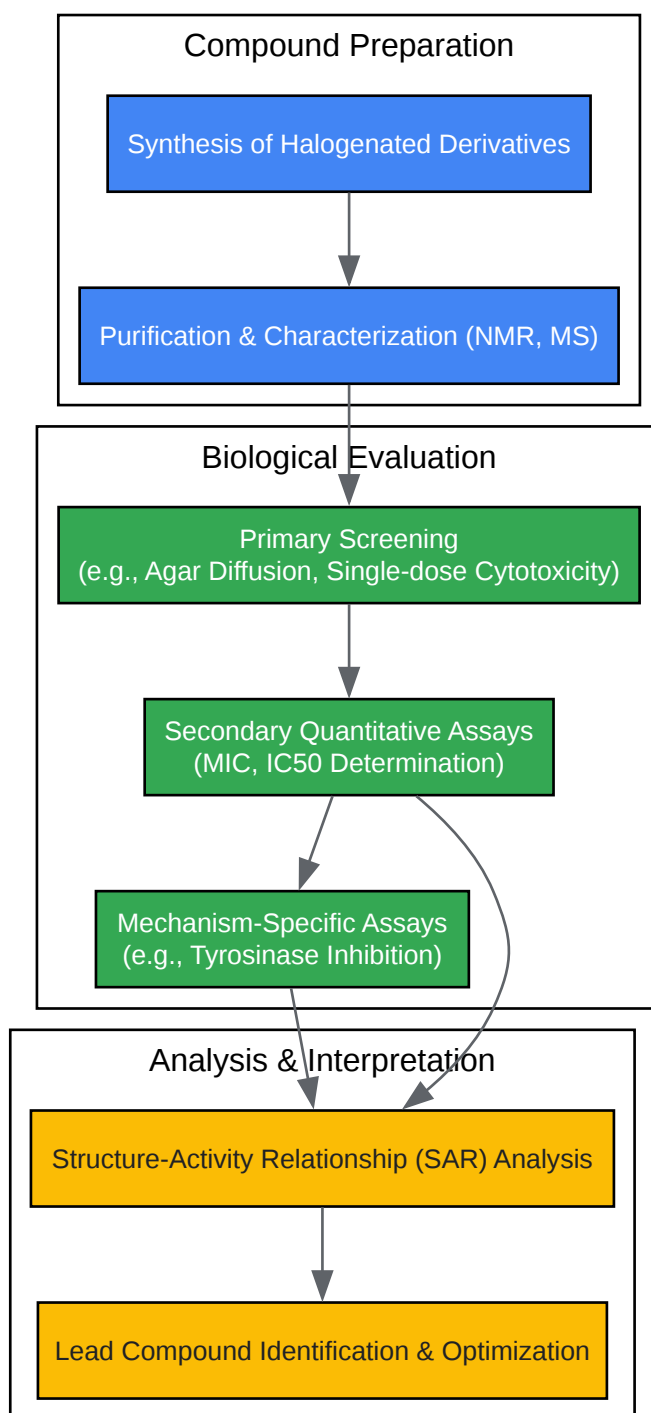 Compound Preparation
Synthesis of Halogenated Derivatives
Purification & Characterization (NMR, MS)
Biological Evaluation
Primary Screening
(e.g., Agar Diffusion, Single-dose Cytotoxicity)
Secondary Quantitative Assays
(MIC, IC50 Determination)
Mechanism-Specific Assays
(e.g., Tyrosinase Inhibition)
Analysis & Interpretation
Structure-Activity Relationship (SAR) Analysis
Lead Compound Identification & Optimization